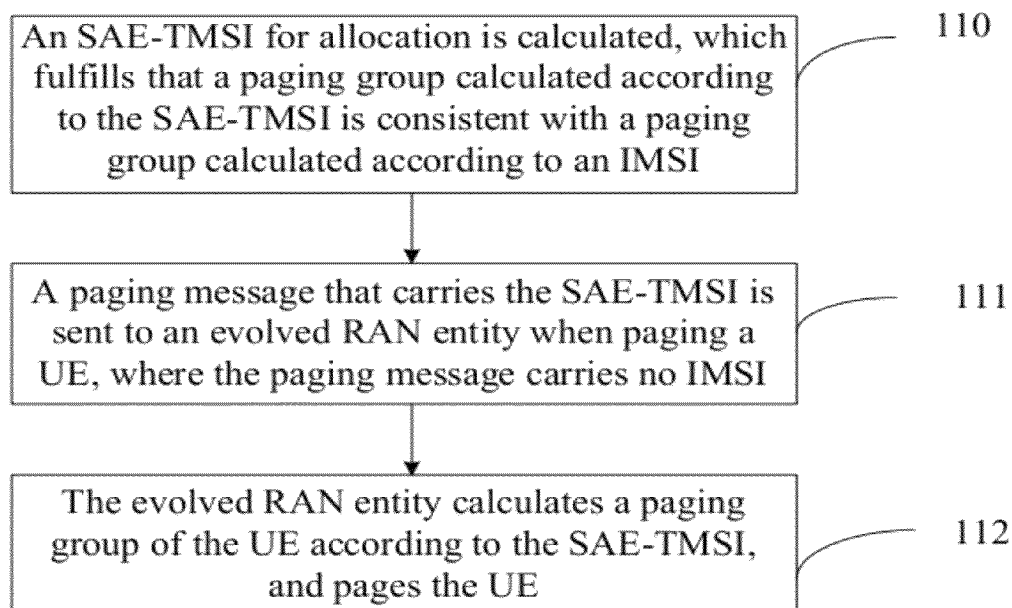 An SAE-TMSI for allocation is calculated, which
fulfills that a paging group calculated according
to the SAE-TMSI is consistent with a paging
group calculated according to an IMSI
110
A paging message that carries the SAE-TMSI is
sent to an evolved RAN entity when paging a
UE, where the paging message carries no IMSI
111
The evolved RAN entity calculates a paging
group of the UE according to the SAE-TMSI,
and pages the UE
112